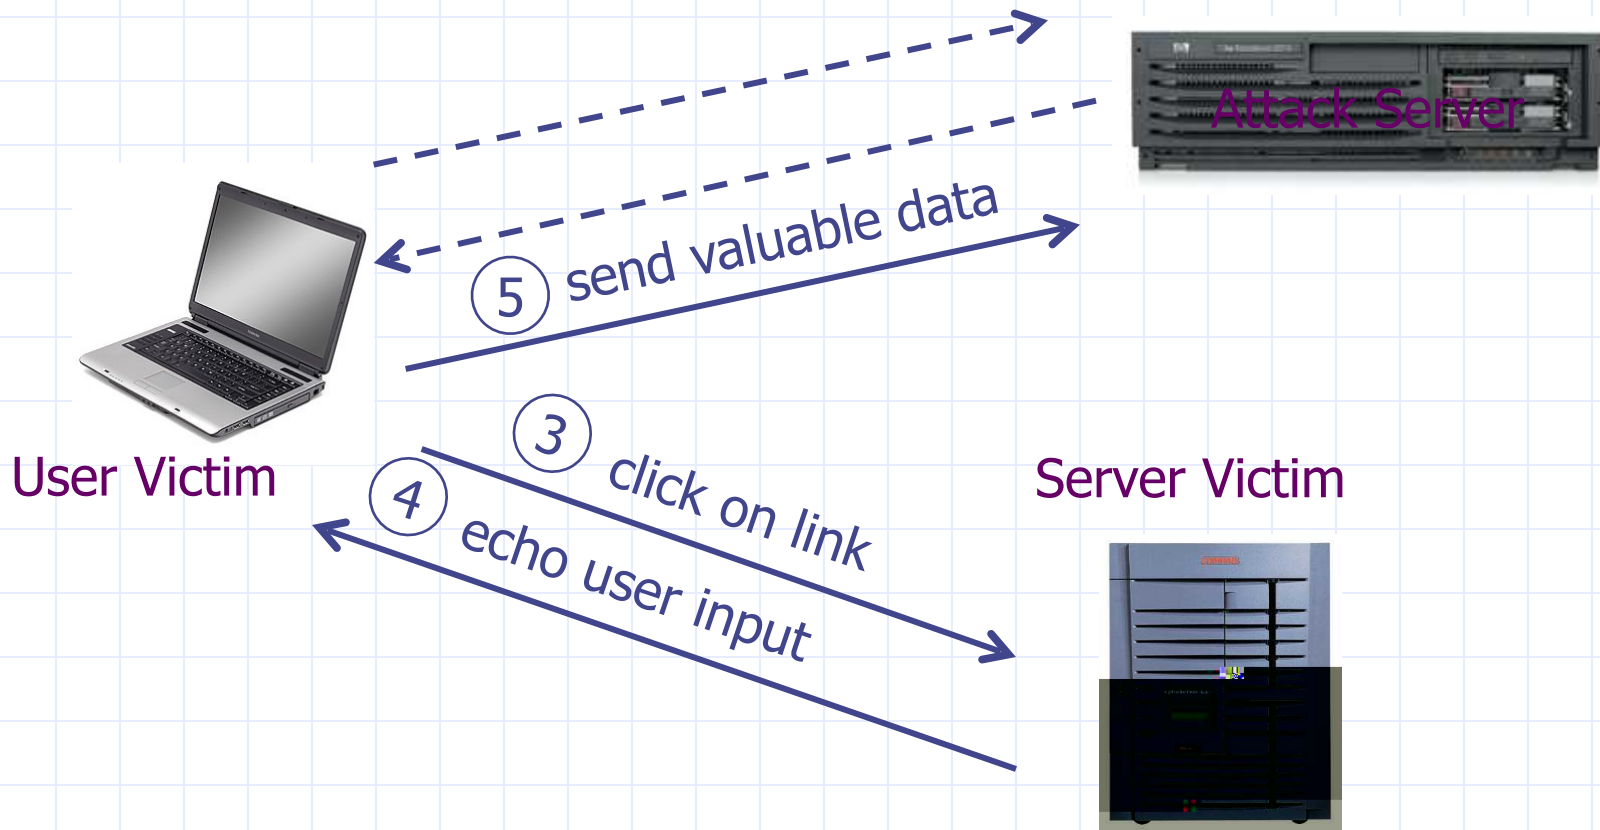 Attack Server
5 send valuable data
User Victim
3 click on link
Server Victim
4 echo user input